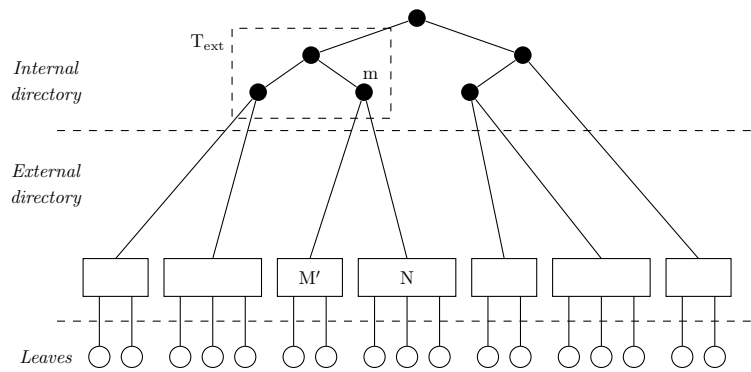 T_ext
m
Internal
directory
External
directory
M′
N
Leaves